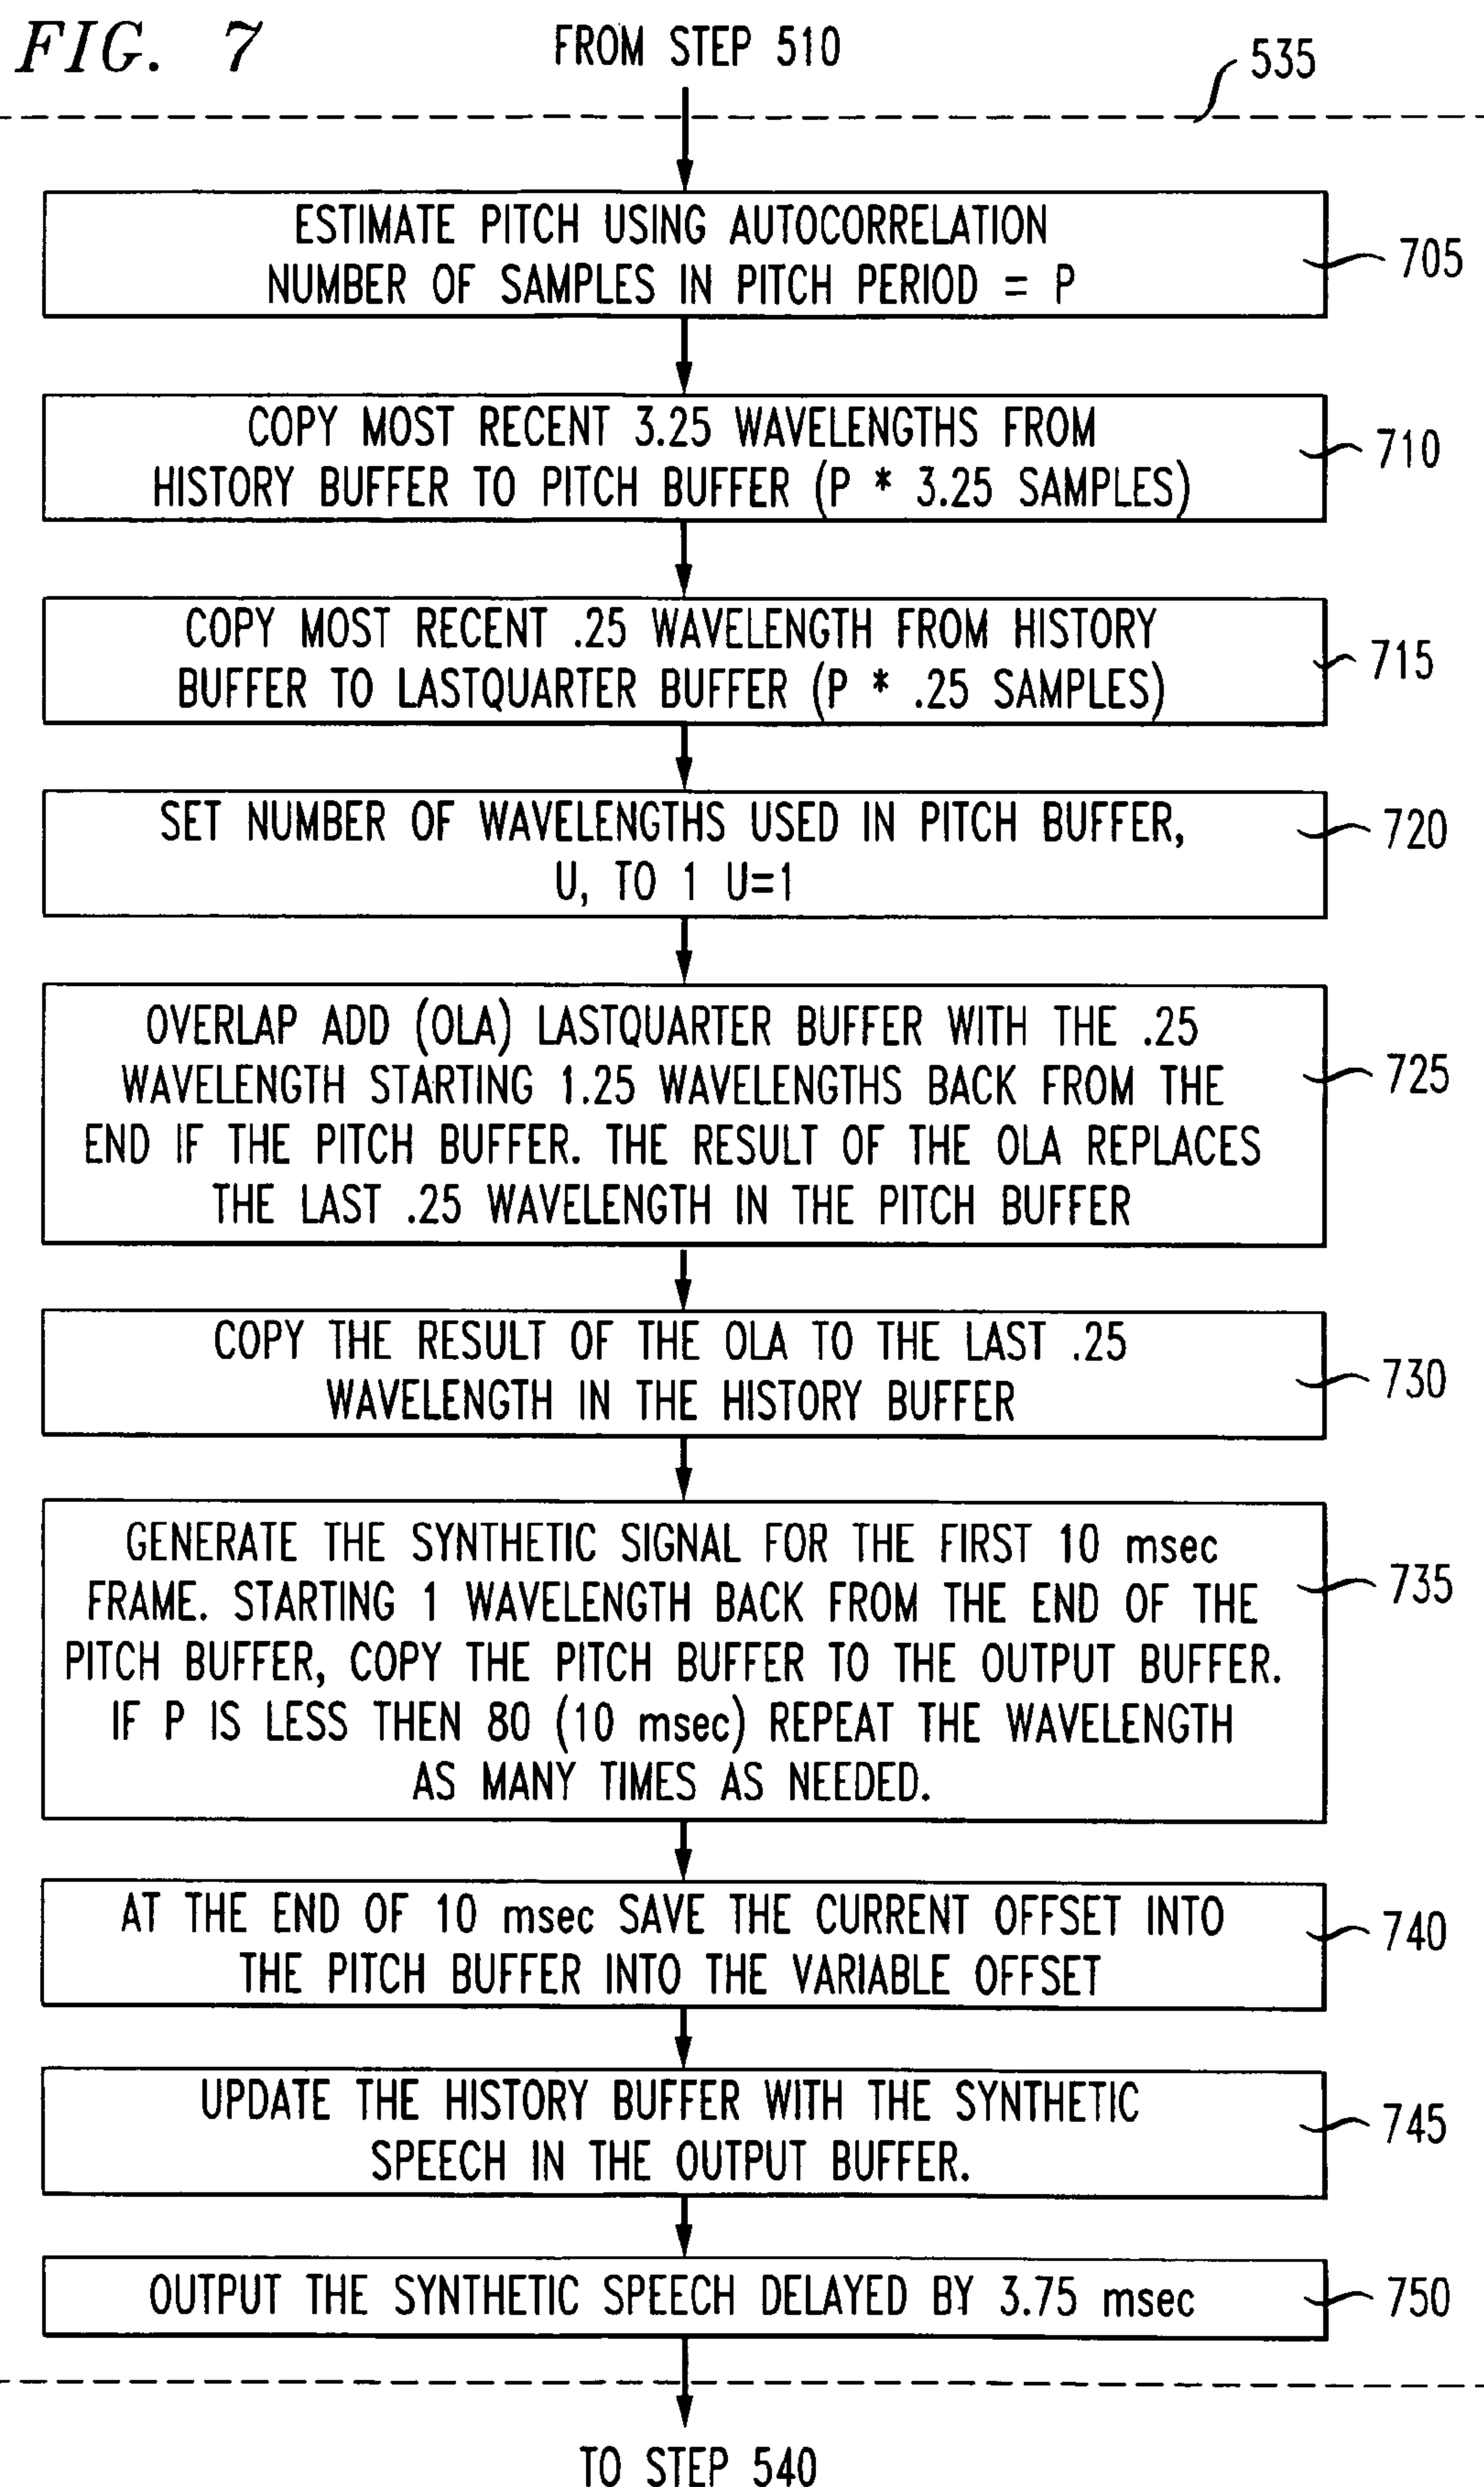 FIG. 7
FROM STEP 510
535
ESTIMATE PITCH USING AUTOCORRELATION
NUMBER OF SAMPLES IN PITCH PERIOD = P
705
COPY MOST RECENT 3.25 WAVELENGTHS FROM
HISTORY BUFFER TO PITCH BUFFER (P * 3.25 SAMPLES)
710
COPY MOST RECENT .25 WAVELENGTH FROM HISTORY
BUFFER TO LASTQUARTER BUFFER (P * .25 SAMPLES)
715
SET NUMBER OF WAVELENGTHS USED IN PITCH BUFFER,
U, TO 1 U=1
720
OVERLAP ADD (OLA) LASTQUARTER BUFFER WITH THE .25
WAVELENGTH STARTING 1.25 WAVELENGTHS BACK FROM THE
END IF THE PITCH BUFFER. THE RESULT OF THE OLA REPLACES
THE LAST .25 WAVELENGTH IN THE PITCH BUFFER
725
COPY THE RESULT OF THE OLA TO THE LAST .25
WAVELENGTH IN THE HISTORY BUFFER
730
GENERATE THE SYNTHETIC SIGNAL FOR THE FIRST 10 msec
FRAME. STARTING 1 WAVELENGTH BACK FROM THE END OF THE
PITCH BUFFER, COPY THE PITCH BUFFER TO THE OUTPUT BUFFER.
IF P IS LESS THEN 80 (10 msec) REPEAT THE WAVELENGTH
AS MANY TIMES AS NEEDED.
735
AT THE END OF 10 msec SAVE THE CURRENT OFFSET INTO
THE PITCH BUFFER INTO THE VARIABLE OFFSET
740
UPDATE THE HISTORY BUFFER WITH THE SYNTHETIC
SPEECH IN THE OUTPUT BUFFER.
745
OUTPUT THE SYNTHETIC SPEECH DELAYED BY 3.75 msec
750
TO STEP 540